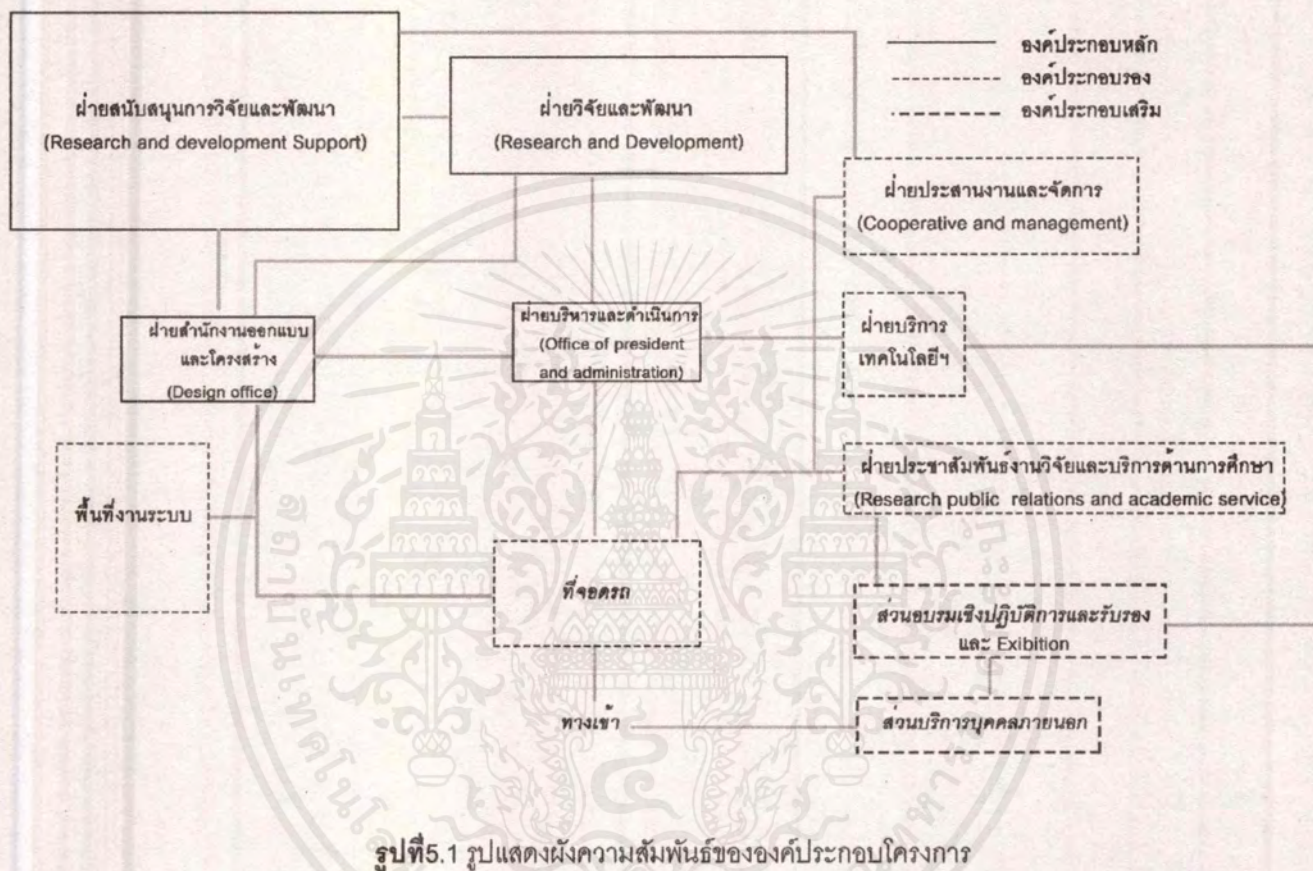 องค์ประกอบหลัก
องค์ประกอบรอง
องค์ประกอบเสริม
ฝ่ายสนับสนุนการวิจัยและพัฒนา
(Research and development Support)
ฝ่ายวิจัยและพัฒนา
(Research and Development)
ฝ่ายประสานงานและจัดการ
(Cooperative and management)
ฝ่ายสำนักงานออกแบบ
และโครงสร้าง
(Design office)
ฝ่ายบริหารและดำเนินการ
(Office of president
and administration)
ฝ่ายบริการ
เทคโนโลยีฯ
ฝ่ายประชาสัมพันธ์งานวิจัยและบริการด้านการศึกษา
(Research public relations and academic service)
พื้นที่งานระบบ
ที่จอดรถ
ส่วนอบรมเชิงปฏิบัติการและรับรอง
และ Exibition
ทางเข้า
ส่วนบริการบุคคลภายนอก
รูปที่5.1 รูปแสดงผังความสัมพันธ์ขององค์ประกอบโครงการ